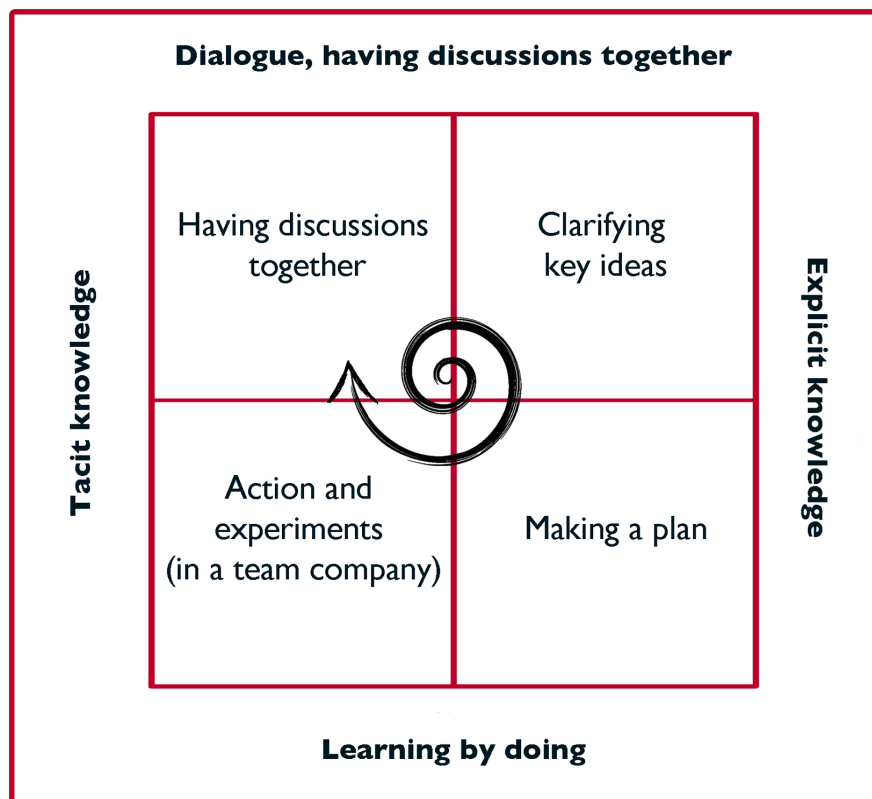 Dialogue, having discussions together
Having discussions
together
Clarifying
key ideas
Tacit knowledge
Explicit knowledge
Action and
experiments
(in a team company)
Making a plan
Learning by doing